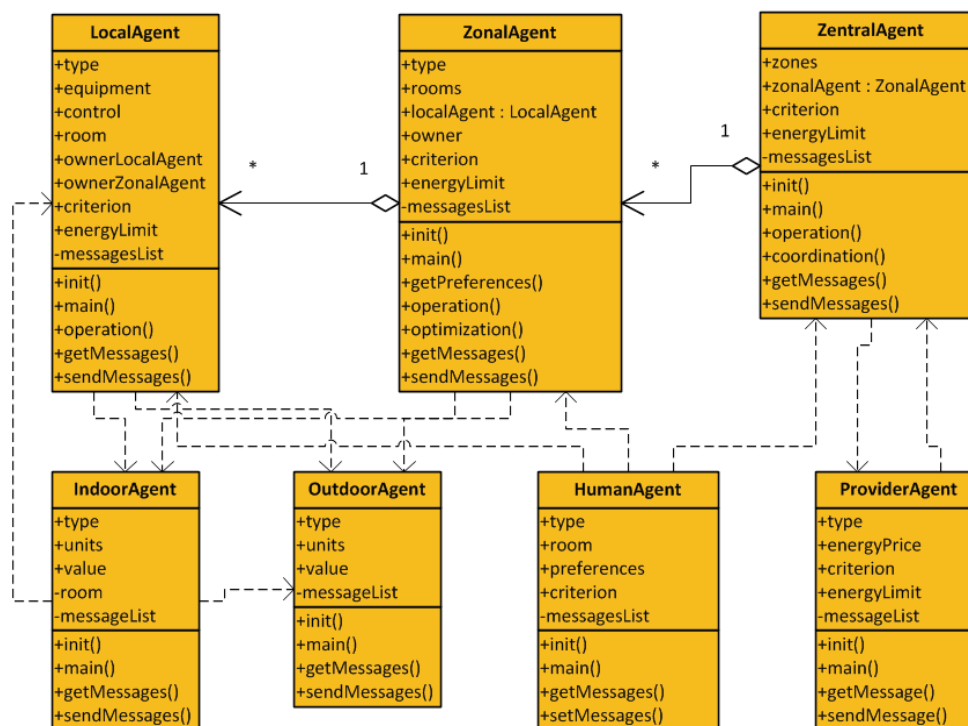 LocalAgent
+type
+equipment
+control
+room
+ownerLocalAgent
+ownerZonalAgent
+criterion
+energyLimit
-messagesList
+init()
+main()
+operation()
+getMessages()
+sendMessages()
*
1
ZonalAgent
+type
+rooms
+localAgent : LocalAgent
+owner
+criterion
+energyLimit
-messagesList
+init()
+main()
+getPreferences()
+operation()
+optimization()
+getMessages()
+sendMessages()
*
1
ZentralAgent
+zones
+zonalAgent : ZonalAgent
+criterion
+energyLimit
-messagesList
+init()
+main()
+operation()
+coordination()
+getMessages()
+sendMessages()
IndoorAgent
+type
+units
+value
-room
-messageList
+init()
+main()
+getMessages()
+sendMessages()
OutdoorAgent
+type
+units
+value
-messageList
+init()
+main()
+getMessages()
+sendMessages()
HumanAgent
+type
+room
+preferences
+criterion
-messagesList
+init()
+main()
+getMessages()
+setMessages()
ProviderAgent
+type
+energyPrice
+criterion
+energyLimit
-messageList
+init()
+main()
+getMessage()
+sendMessage()